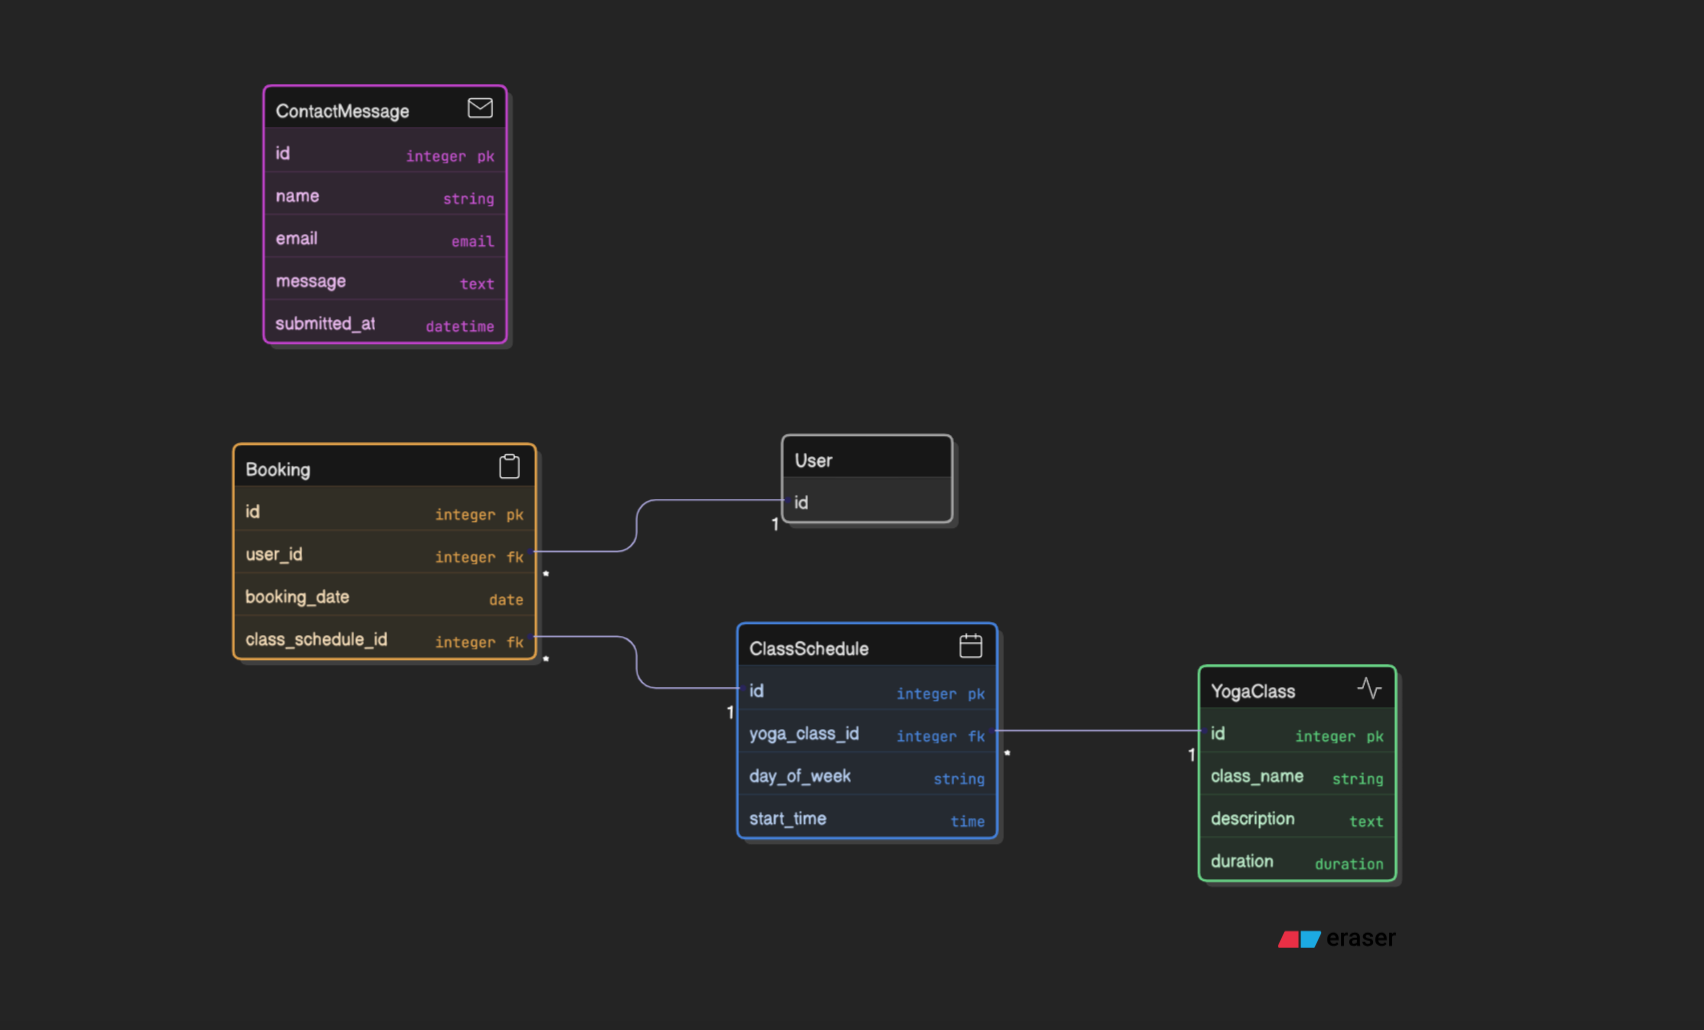 ContactMessage
id integer pk
name string
email email
message text
submitted_at datetime
Booking
id integer pk
user_id integer fk
*
booking_date date
class_schedule_id integer fk
*
User
id
1
ClassSchedule
id integer pk
1
yoga_class_id integer fk
*
day_of_week string
start_time time
YogaClass
id integer pk
1
class_name string
description text
duration duration
eraser